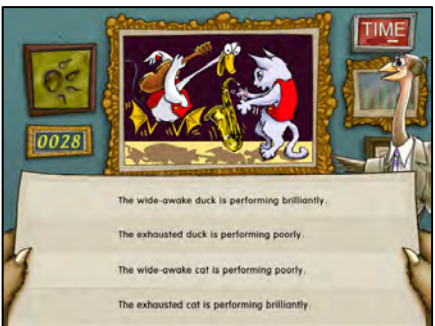 TIME
0028
The wide-awake duck is performing brilliantly.
The exhausted duck is performing poorly.
The wide-awake cat is performing poorly.
The exhausted cat is performing brilliantly.